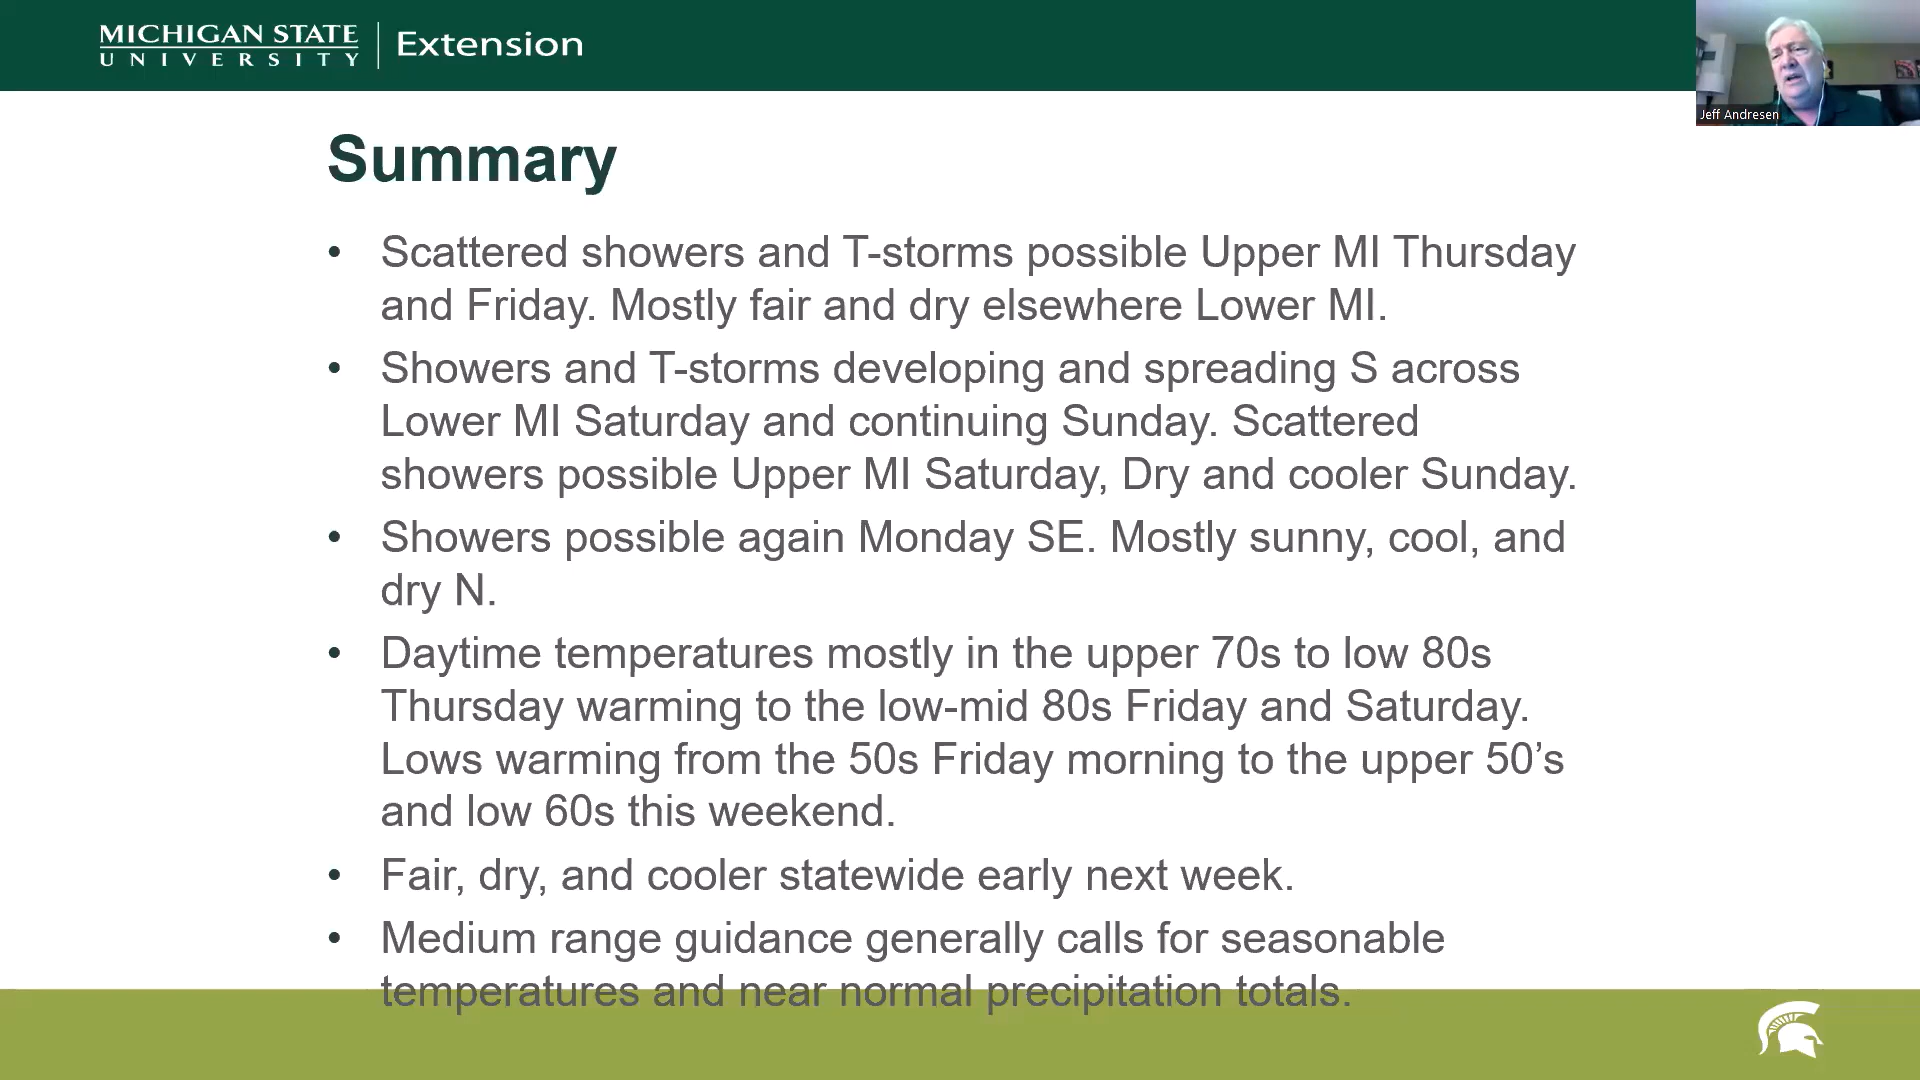 MICHIGAN STATE
UNIVERSITY
Extension
Jeff Andresen
Summary
• Scattered showers and T-storms possible Upper MI Thursday
and Friday. Mostly fair and dry elsewhere Lower MI.
• Showers and T-storms developing and spreading S across
Lower MI Saturday and continuing Sunday. Scattered
showers possible Upper MI Saturday, Dry and cooler Sunday.
• Showers possible again Monday SE. Mostly sunny, cool, and
dry N.
• Daytime temperatures mostly in the upper 70s to low 80s
Thursday warming to the low-mid 80s Friday and Saturday.
Lows warming from the 50s Friday morning to the upper 50’s
and low 60s this weekend.
• Fair, dry, and cooler statewide early next week.
• Medium range guidance generally calls for seasonable
temperatures and near normal precipitation totals.